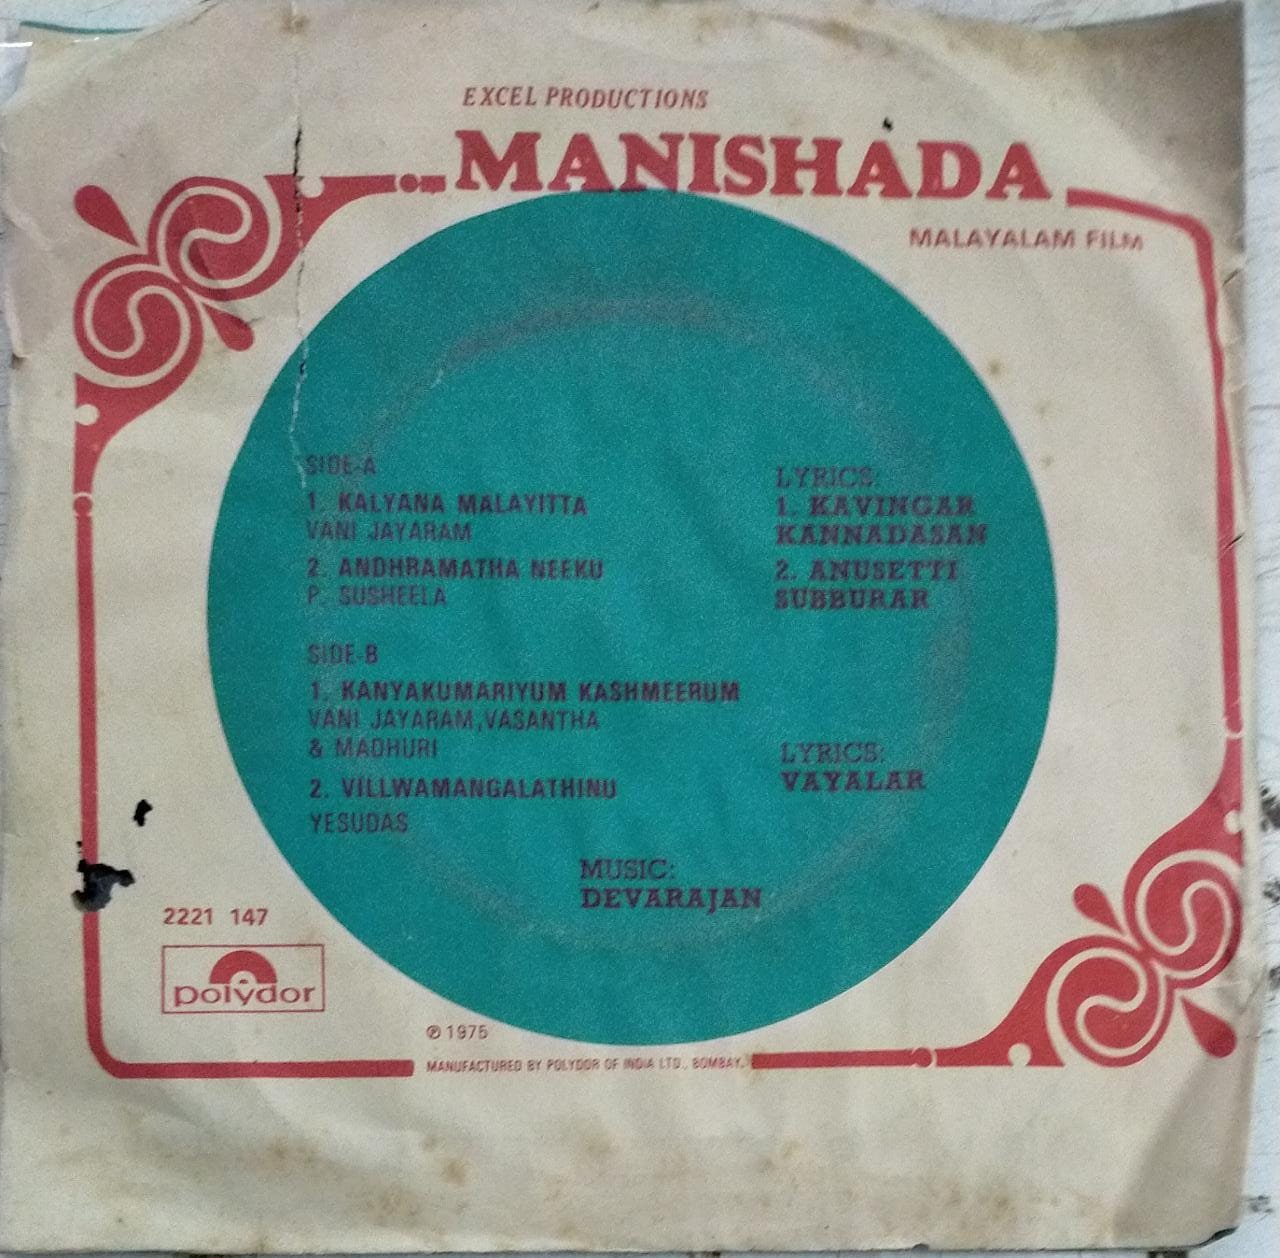 EXCEL PRODUCTIONS
MANISHADA
MALAYALAM FILM
SIDE-A
1. KALYANA MALAYITTA
VANI JAYARAM
2. ANDHRAMATHA NEEKU
P. SUSHEELA
LYRICS:
1. KAVINGAR
KANNADASAN
2. ANUSETTI
SUBBURAR
SIDE-B
1. KANYAKUMARIYUM KASHMEERUM
VANI JAYARAM,VASANTHA
& MADHURI
2. VILLWAMANGALATHINU
YESUDAS
LYRICS:
VAYALAR
MUSIC:
DEVARAJAN
2221 147
polydor
℗ 1975
MANUFACTURED BY POLYDOR OF INDIA LTD., BOMBAY.